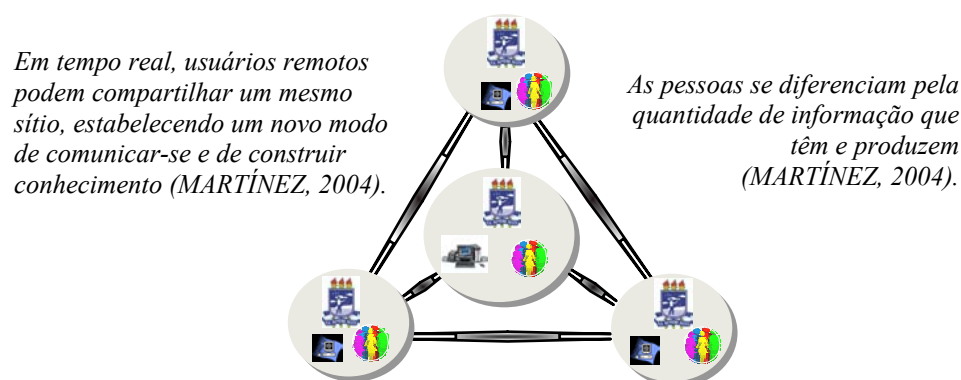 Em tempo real, usuários remotos
podem compartilhar um mesmo
sítio, estabelecendo um novo modo
de comunicar-se e de construir
conhecimento (MARTÍNEZ, 2004).
As pessoas se diferenciam pela
quantidade de informação que
têm e produzem
(MARTÍNEZ, 2004).